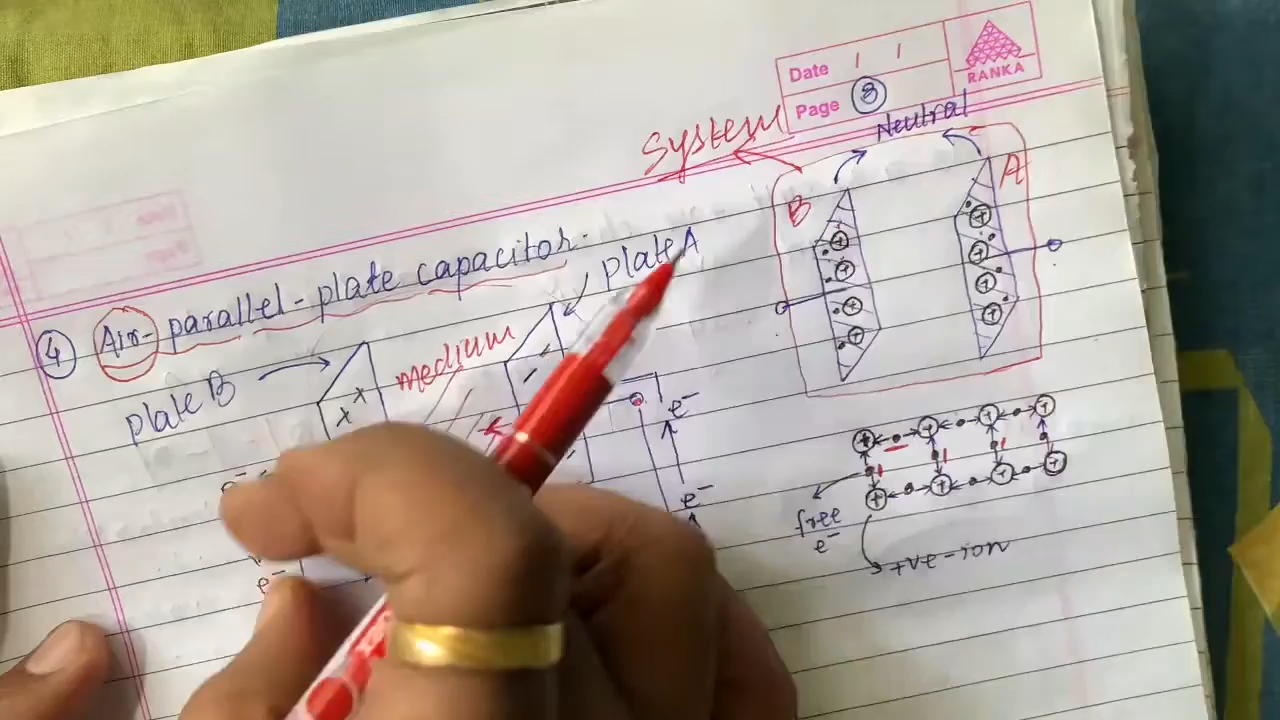 Date / /
RANKA
Page 8
System
Neutral
B
A
4 Air-parallel-plate capacitor.
plate A
medium
plate B
x x
e⁻
e⁻
e⁻
free
e⁻
+ve-ion